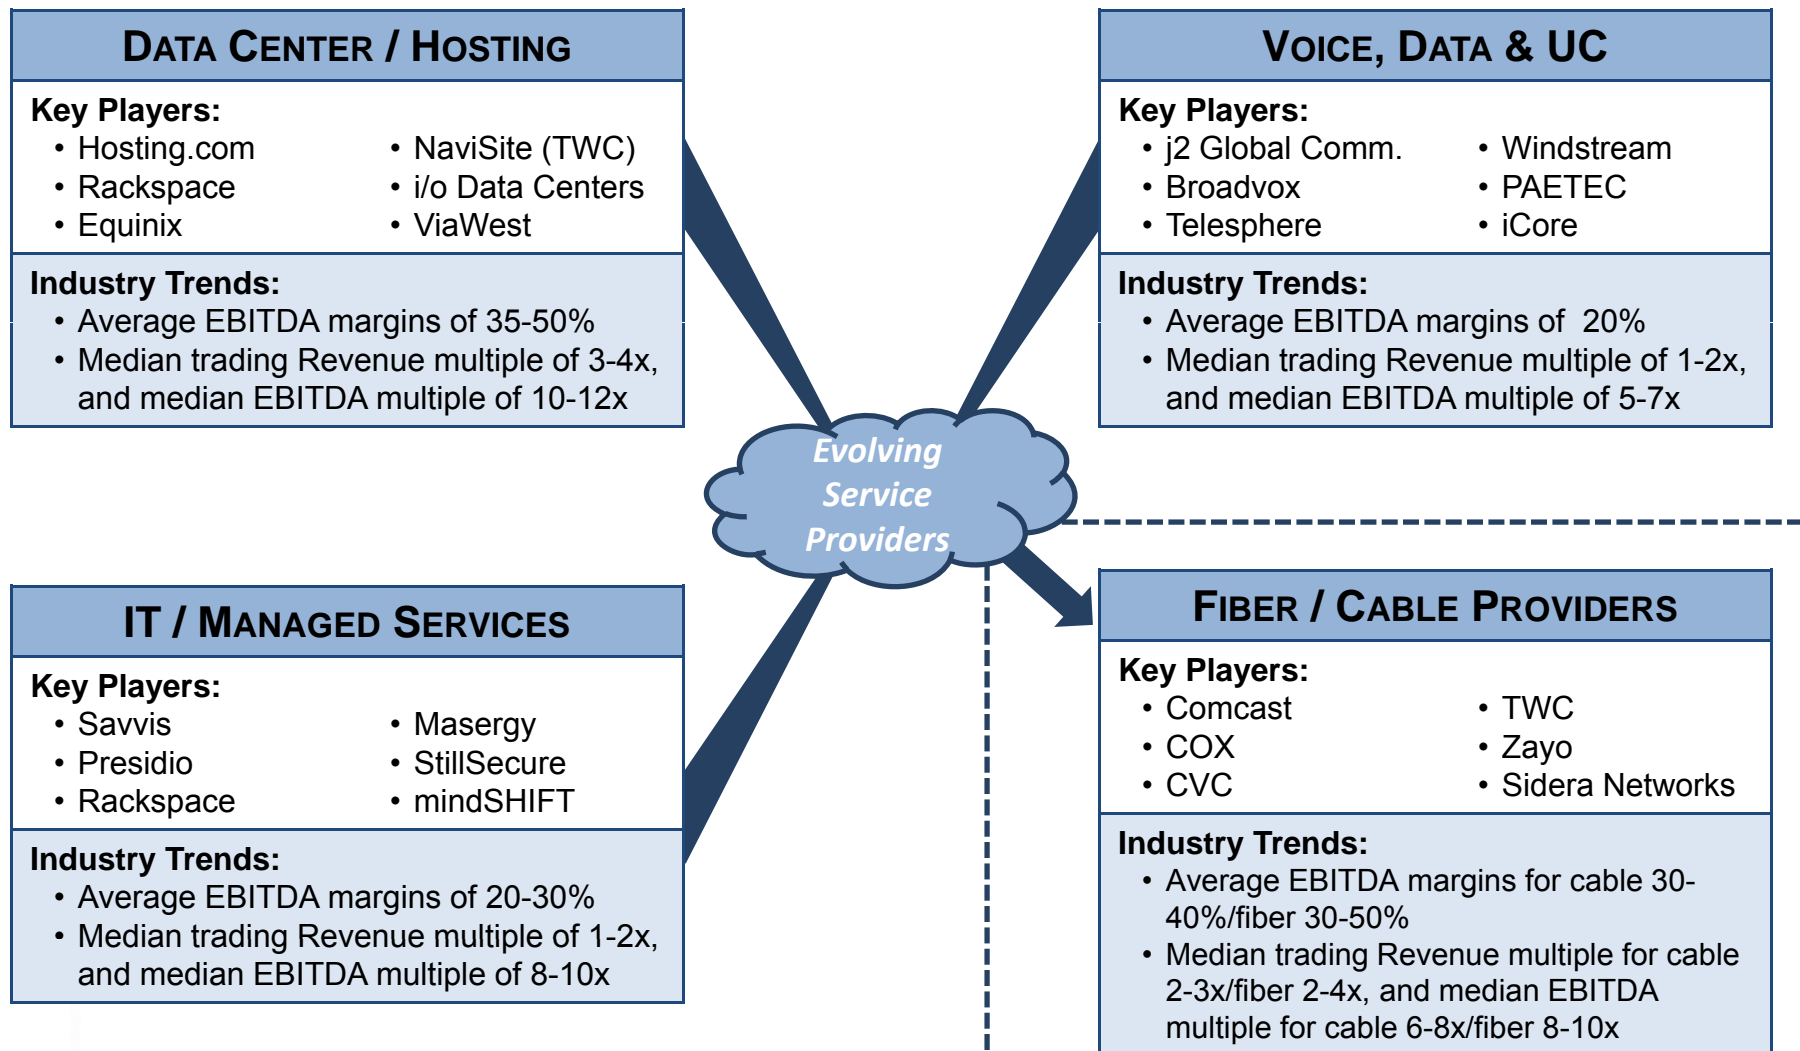 DATA CENTER / HOSTING
Key Players:
• Hosting.com
• Rackspace
• Equinix
• NaviSite (TWC)
• i/o Data Centers
• ViaWest
Industry Trends:
• Average EBITDA margins of 35-50%
• Median trading Revenue multiple of 3-4x,
and median EBITDA multiple of 10-12x
VOICE, DATA & UC
Key Players:
• j2 Global Comm.
• Broadvox
• Telesphere
• Windstream
• PAETEC
• iCore
Industry Trends:
• Average EBITDA margins of 20%
• Median trading Revenue multiple of 1-2x,
and median EBITDA multiple of 5-7x
Evolving
Service
Providers
IT / MANAGED SERVICES
Key Players:
• Savvis
• Presidio
• Rackspace
• Masergy
• StillSecure
• mindSHIFT
Industry Trends:
• Average EBITDA margins of 20-30%
• Median trading Revenue multiple of 1-2x,
and median EBITDA multiple of 8-10x
FIBER / CABLE PROVIDERS
Key Players:
• Comcast
• COX
• CVC
• TWC
• Zayo
• Sidera Networks
Industry Trends:
• Average EBITDA margins for cable 30-
40%/fiber 30-50%
• Median trading Revenue multiple for cable
2-3x/fiber 2-4x, and median EBITDA
multiple for cable 6-8x/fiber 8-10x